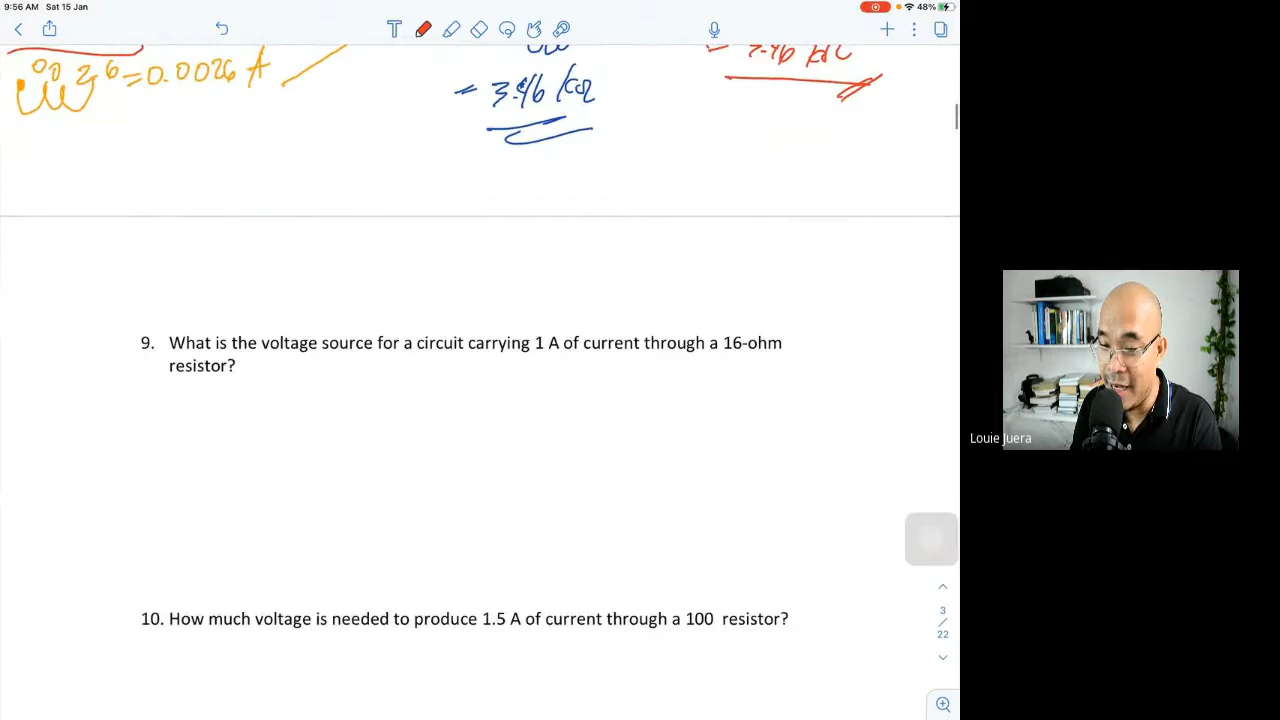 9:56 AM Sat 15 Jan
48%
26 = 0.0026 A
= 3.46 kΩ
9. What is the voltage source for a circuit carrying 1 A of current through a 16-ohm
resistor?
Louie Juera
10. How much voltage is needed to produce 1.5 A of current through a 100 resistor?
3
/
22